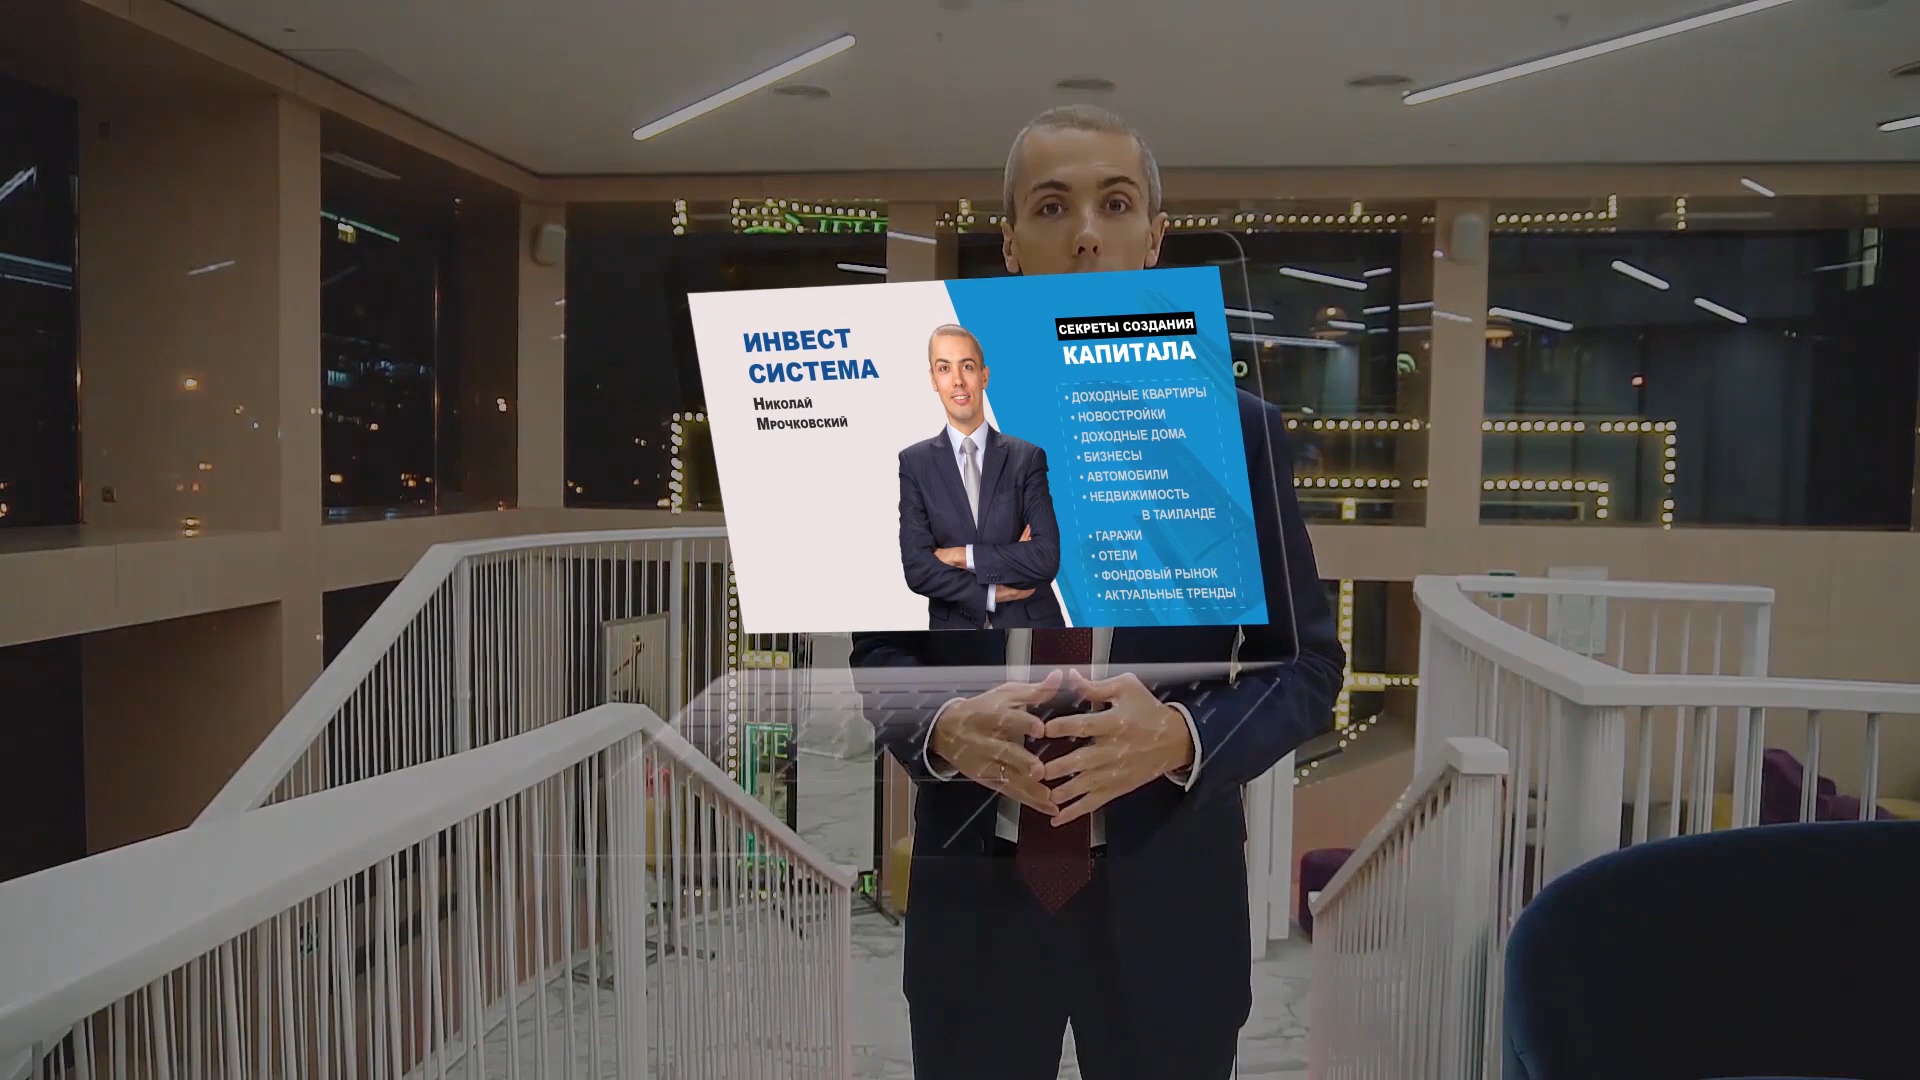 ИНВЕСТ
СИСТЕМА
Николай
Мрочковский
СЕКРЕТЫ СОЗДАНИЯ
КАПИТАЛА
• ДОХОДНЫЕ КВАРТИРЫ
• НОВОСТРОЙКИ
• ДОХОДНЫЕ ДОМА
• БИЗНЕСЫ
• АВТОМОБИЛИ
• НЕДВИЖИМОСТЬ
В ТАИЛАНДЕ
• ГАРАЖИ
• ОТЕЛИ
• ФОНДОВЫЙ РЫНОК
• АКТУАЛЬНЫЕ ТРЕНДЫ